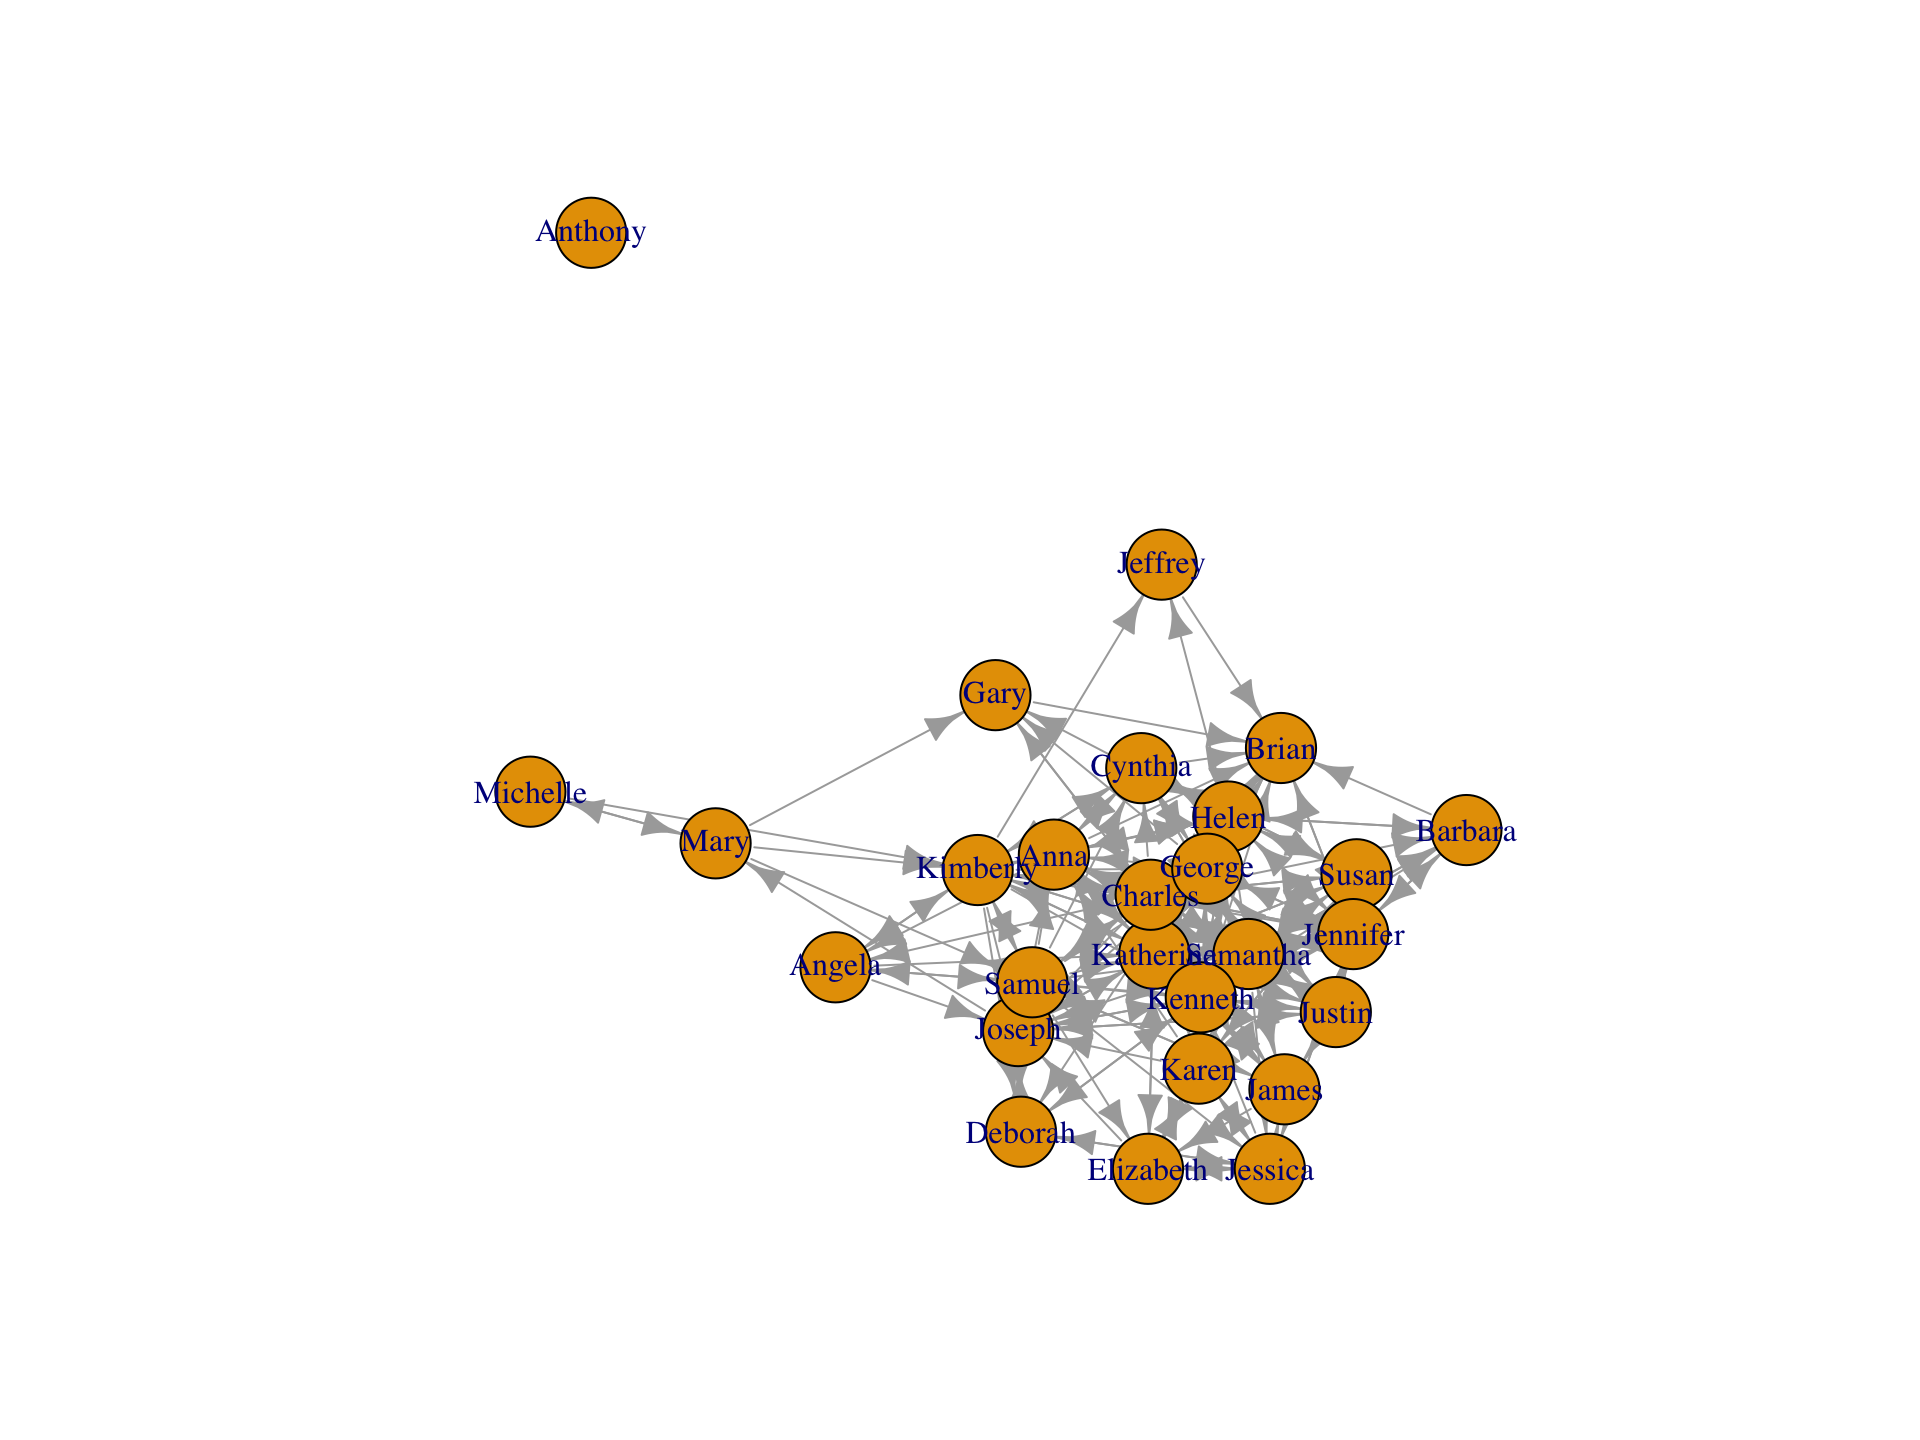 Anthony
Jeffrey
Gary
Brian
Cynthia
Michelle
Helen
Barbara
Mary
Anna
Kimberly
George
Susan
Charles
Jennifer
Katherine
Samantha
Angela
Samuel
Kenneth
Justin
Joseph
Karen
James
Deborah
Elizabeth
Jessica